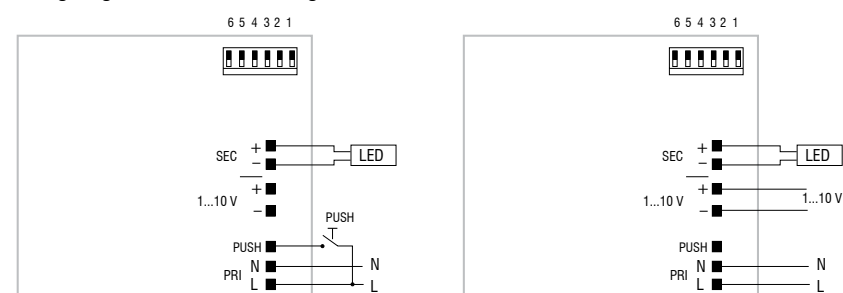 6 5 4 3 2 1
SEC + LED
−
+
1...10 V
−
PUSH
PUSH
PRI N N
L L
6 5 4 3 2 1
SEC + LED
−
+
1...10 V 1...10 V
−
PUSH
PRI N N
L L